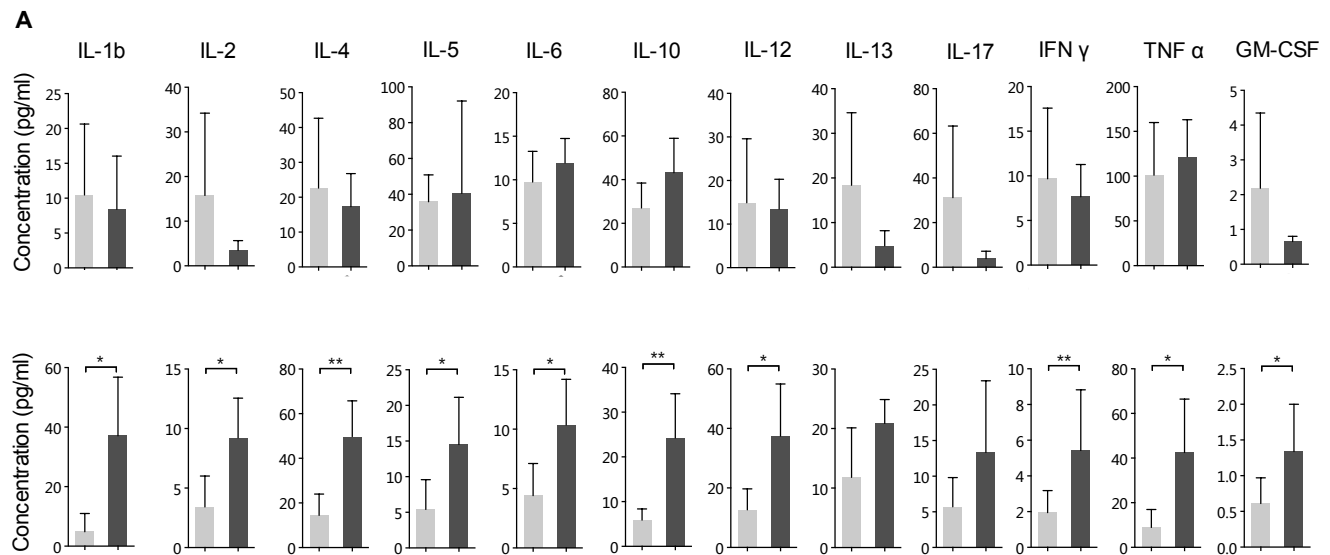 A
IL-1b IL-2 IL-4 IL-5 IL-6 IL-10 IL-12 IL-13 IL-17 IFN γ TNF α GM-CSF
Concentration (pg/ml)
25 20 15 10 5 0
40 30 20 10 0
50 40 30 20 10 0
100 80 60 40 20 0
20 15 10 5 0
80 60 40 20 0
40 30 20 10 0
40 30 20 10 0
80 60 40 20 0
20 15 10 5 0
200 150 100 50 0
5 4 3 2 1 0
Concentration (pg/ml)
60 40 20 0
*
15 10 5 0
*
80 60 40 20 0
**
25 20 15 10 5 0
*
15 10 5 0
*
40 30 20 10 0
**
60 40 20 0
*
30 20 10 0
25 20 15 10 5 0
10 8 6 4 2 0
**
80 60 40 20 0
*
2.5 2.0 1.5 1.0 0.5 0.0
*